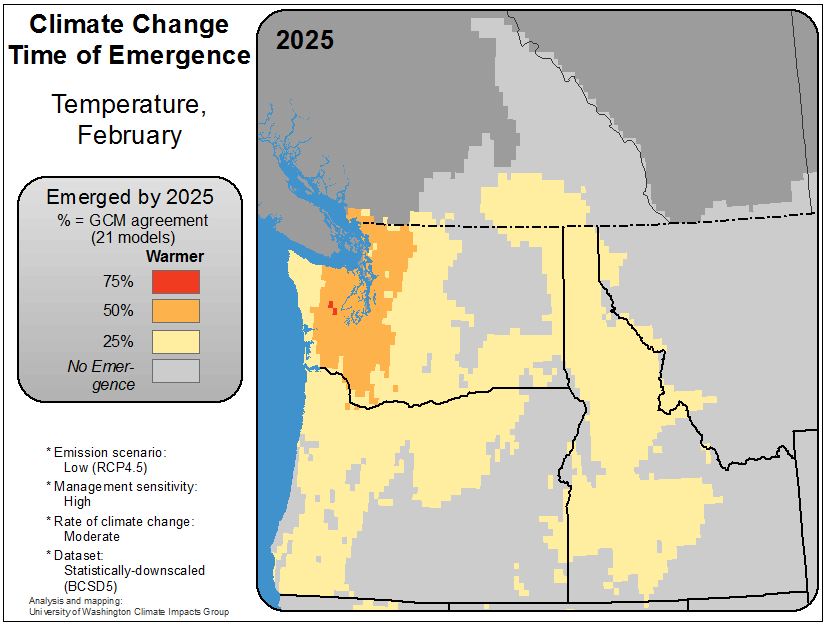 Climate Change
Time of Emergence
Temperature,
February
2025
Emerged by 2025
% = GCM agreement
(21 models)
Warmer
75%
50%
25%
No Emer-
gence
* Emission scenario:
Low (RCP4.5)
* Management sensitivity:
High
* Rate of climate change:
Moderate
* Dataset:
Statistically-downscaled
(BCSD5)
Analysis and mapping:
University of Washington Climate Impacts Group